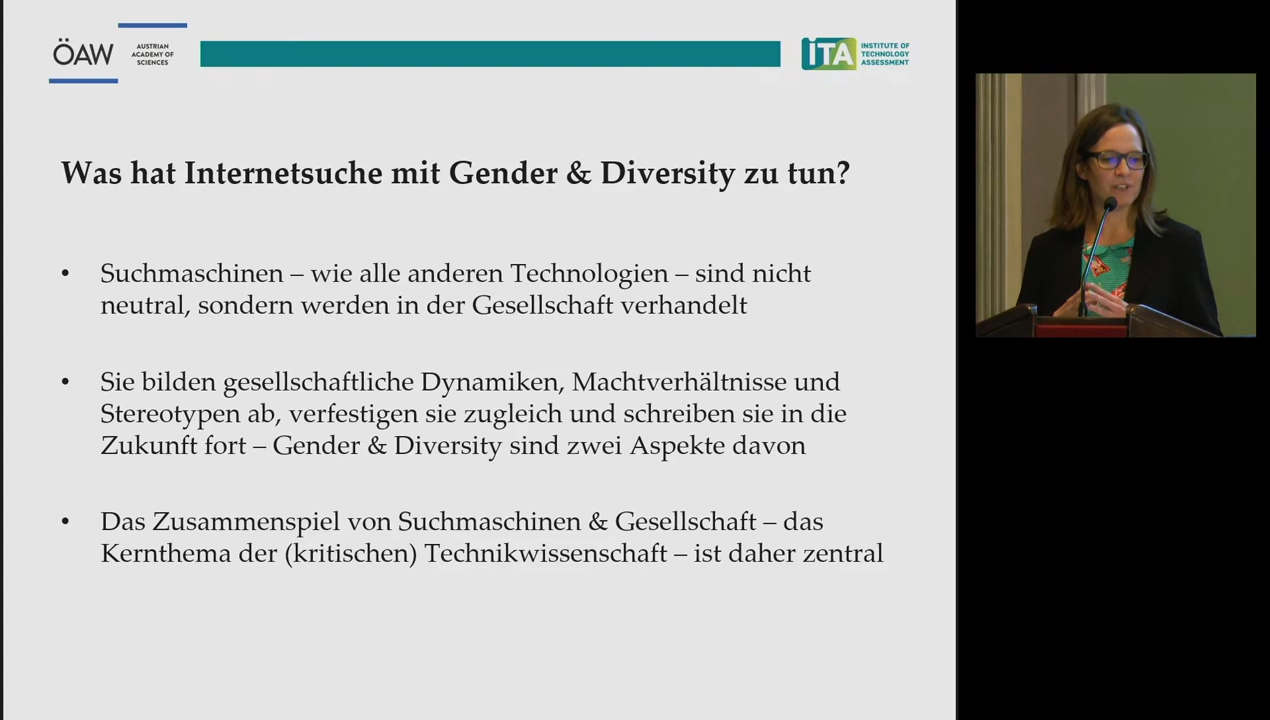 ÖAW
AUSTRIAN
ACADEMY OF
SCIENCES
ITA
INSTITUTE OF
TECHNOLOGY
ASSESSMENT
Was hat Internetsuche mit Gender & Diversity zu tun?
• Suchmaschinen – wie alle anderen Technologien – sind nicht
neutral, sondern werden in der Gesellschaft verhandelt
• Sie bilden gesellschaftliche Dynamiken, Machtverhältnisse und
Stereotypen ab, verfestigen sie zugleich und schreiben sie in die
Zukunft fort – Gender & Diversity sind zwei Aspekte davon
• Das Zusammenspiel von Suchmaschinen & Gesellschaft – das
Kernthema der (kritischen) Technikwissenschaft – ist daher zentral